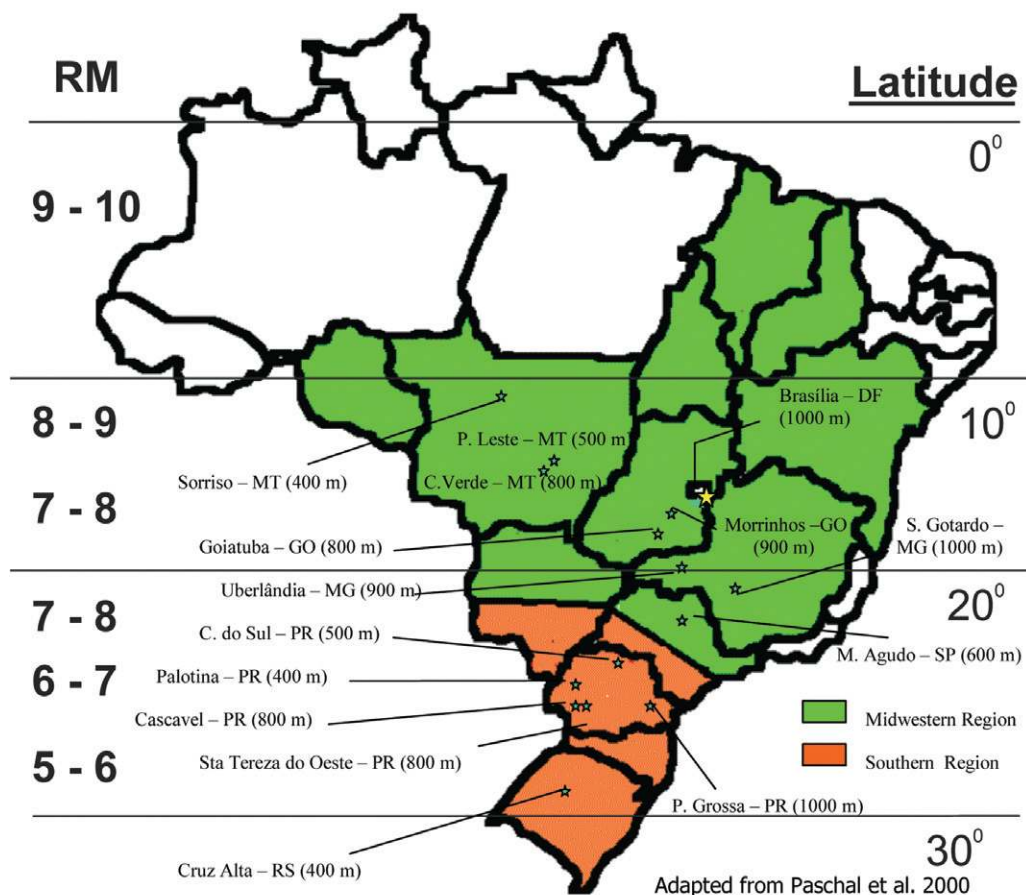 RM
Latitude
0⁰
9 - 10
Brasília – DF
(1000 m)
8 - 9
10⁰
P. Leste – MT (500 m)
Sorriso – MT (400 m)
C.Verde – MT (800 m)
7 - 8
Morrinhos –GO
(900 m)
S. Gotardo –
MG (1000 m)
Goiatuba – GO (800 m)
Uberlândia – MG (900 m)
20⁰
7 - 8
C. do Sul – PR (500 m)
M. Agudo – SP (600 m)
6 - 7
Palotina – PR (400 m)
Cascavel – PR (800 m)
Midwestern Region
Sta Tereza do Oeste – PR (800 m)
Southern Region
5 - 6
P. Grossa – PR (1000 m)
Cruz Alta – RS (400 m)
30⁰
Adapted from Paschal et al. 2000